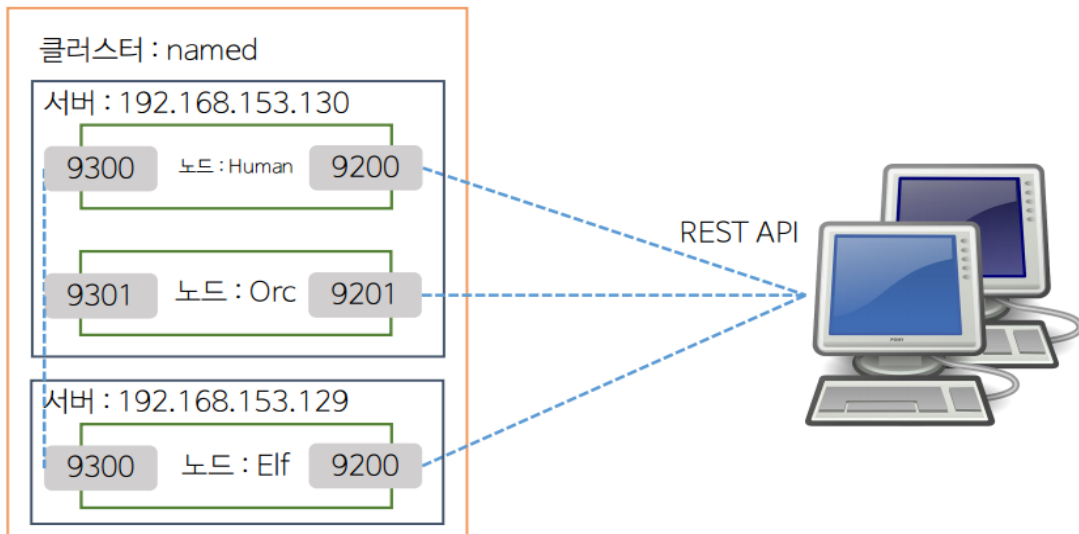 클러스터 : named
서버 : 192.168.153.130
9300 노드 : Human 9200
REST API
9301 노드 : Orc 9201
서버 : 192.168.153.129
9300 노드 : Elf 9200